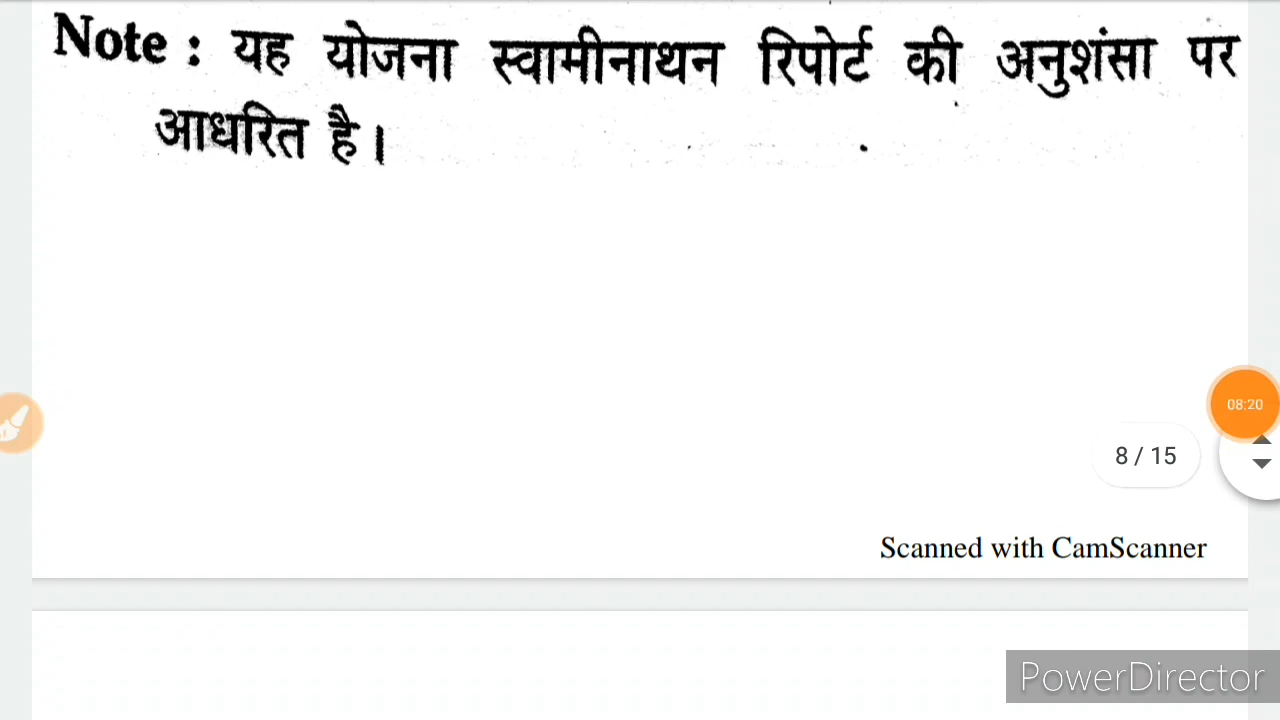 Note : यह योजना स्वामीनाथन रिपोर्ट की अनुशंसा पर
आधरित है।
08:20
8 / 15
Scanned with CamScanner
PowerDirector